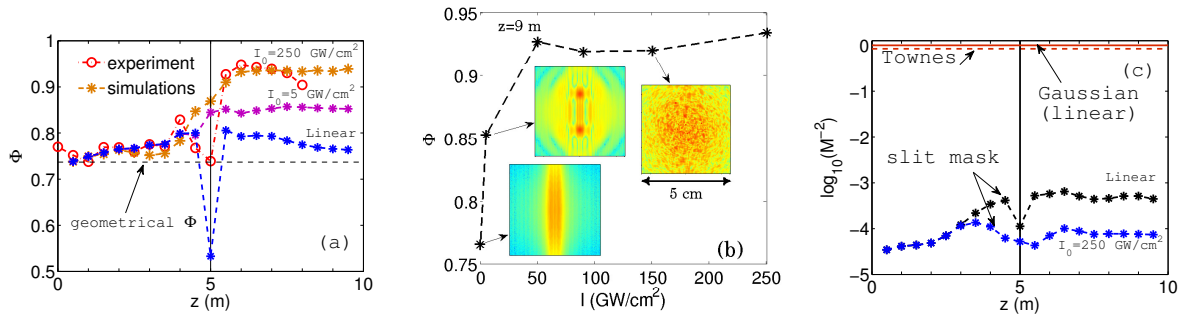 I₀=250 GW/cm²
experiment
simulations
I₀=5 GW/cm²
Linear
geometrical Φ
(a)
Φ
1
0.9
0.8
0.7
0.6
0.5
0
5
10
z (m)
z=9 m
5 cm
(b)
Φ
0.95
0.9
0.85
0.8
0.75
0
50
100
150
200
250
I (GW/cm²)
(c)
Townes
Gaussian
(linear)
slit mask
Linear
I₀=250 GW/cm²
log₁₀(M⁻²)
0
−1
−2
−3
−4
−5
0
5
10
z (m)